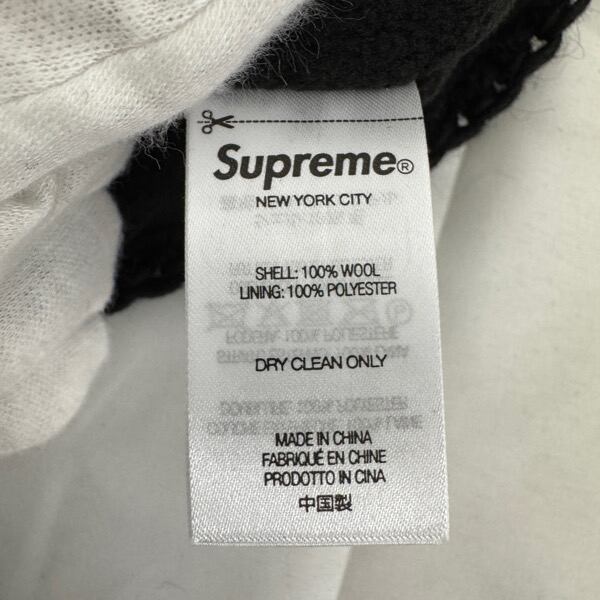 Supreme®
NEW YORK CITY
SHELL: 100% WOOL
LINING: 100% POLYESTER
DRY CLEAN ONLY
MADE IN CHINA
FABRIQUÉ EN CHINE
PRODOTTO IN CINA
中国製